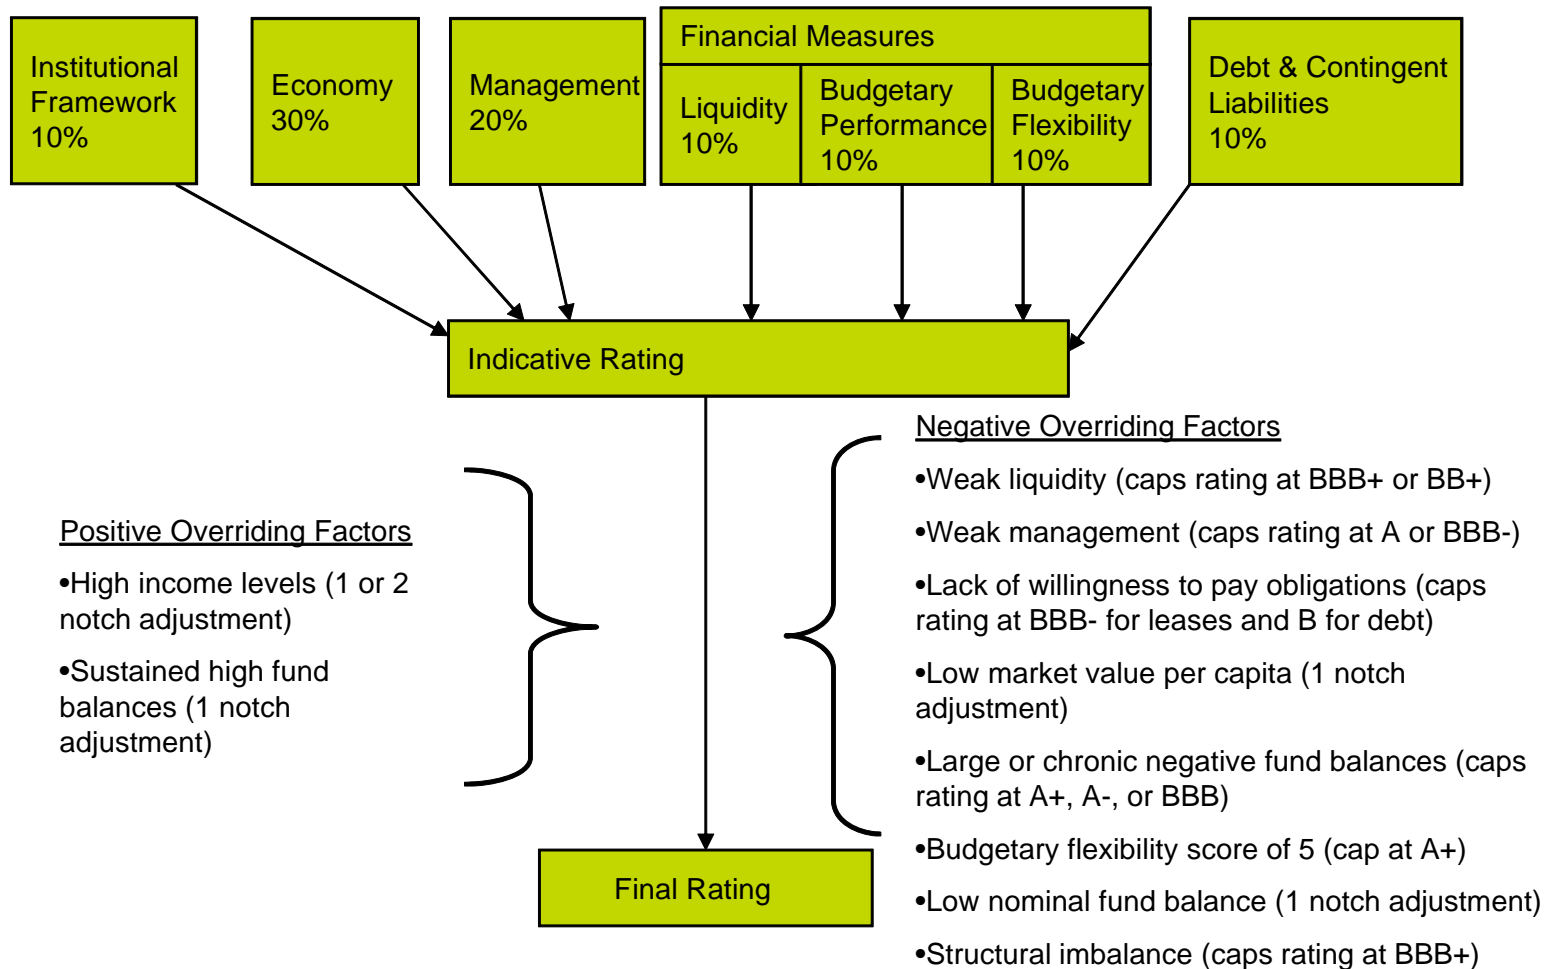 Institutional
Framework
10%
Economy
30%
Management
20%
Financial Measures
Liquidity
10%
Budgetary
Performance
10%
Budgetary
Flexibility
10%
Debt & Contingent
Liabilities
10%
Indicative Rating
Positive Overriding Factors
•High income levels (1 or 2
notch adjustment)
•Sustained high fund
balances (1 notch
adjustment)
Negative Overriding Factors
•Weak liquidity (caps rating at BBB+ or BB+)
•Weak management (caps rating at A or BBB-)
•Lack of willingness to pay obligations (caps
rating at BBB- for leases and B for debt)
•Low market value per capita (1 notch
adjustment)
•Large or chronic negative fund balances (caps
rating at A+, A-, or BBB)
•Budgetary flexibility score of 5 (cap at A+)
•Low nominal fund balance (1 notch adjustment)
•Structural imbalance (caps rating at BBB+)
Final Rating